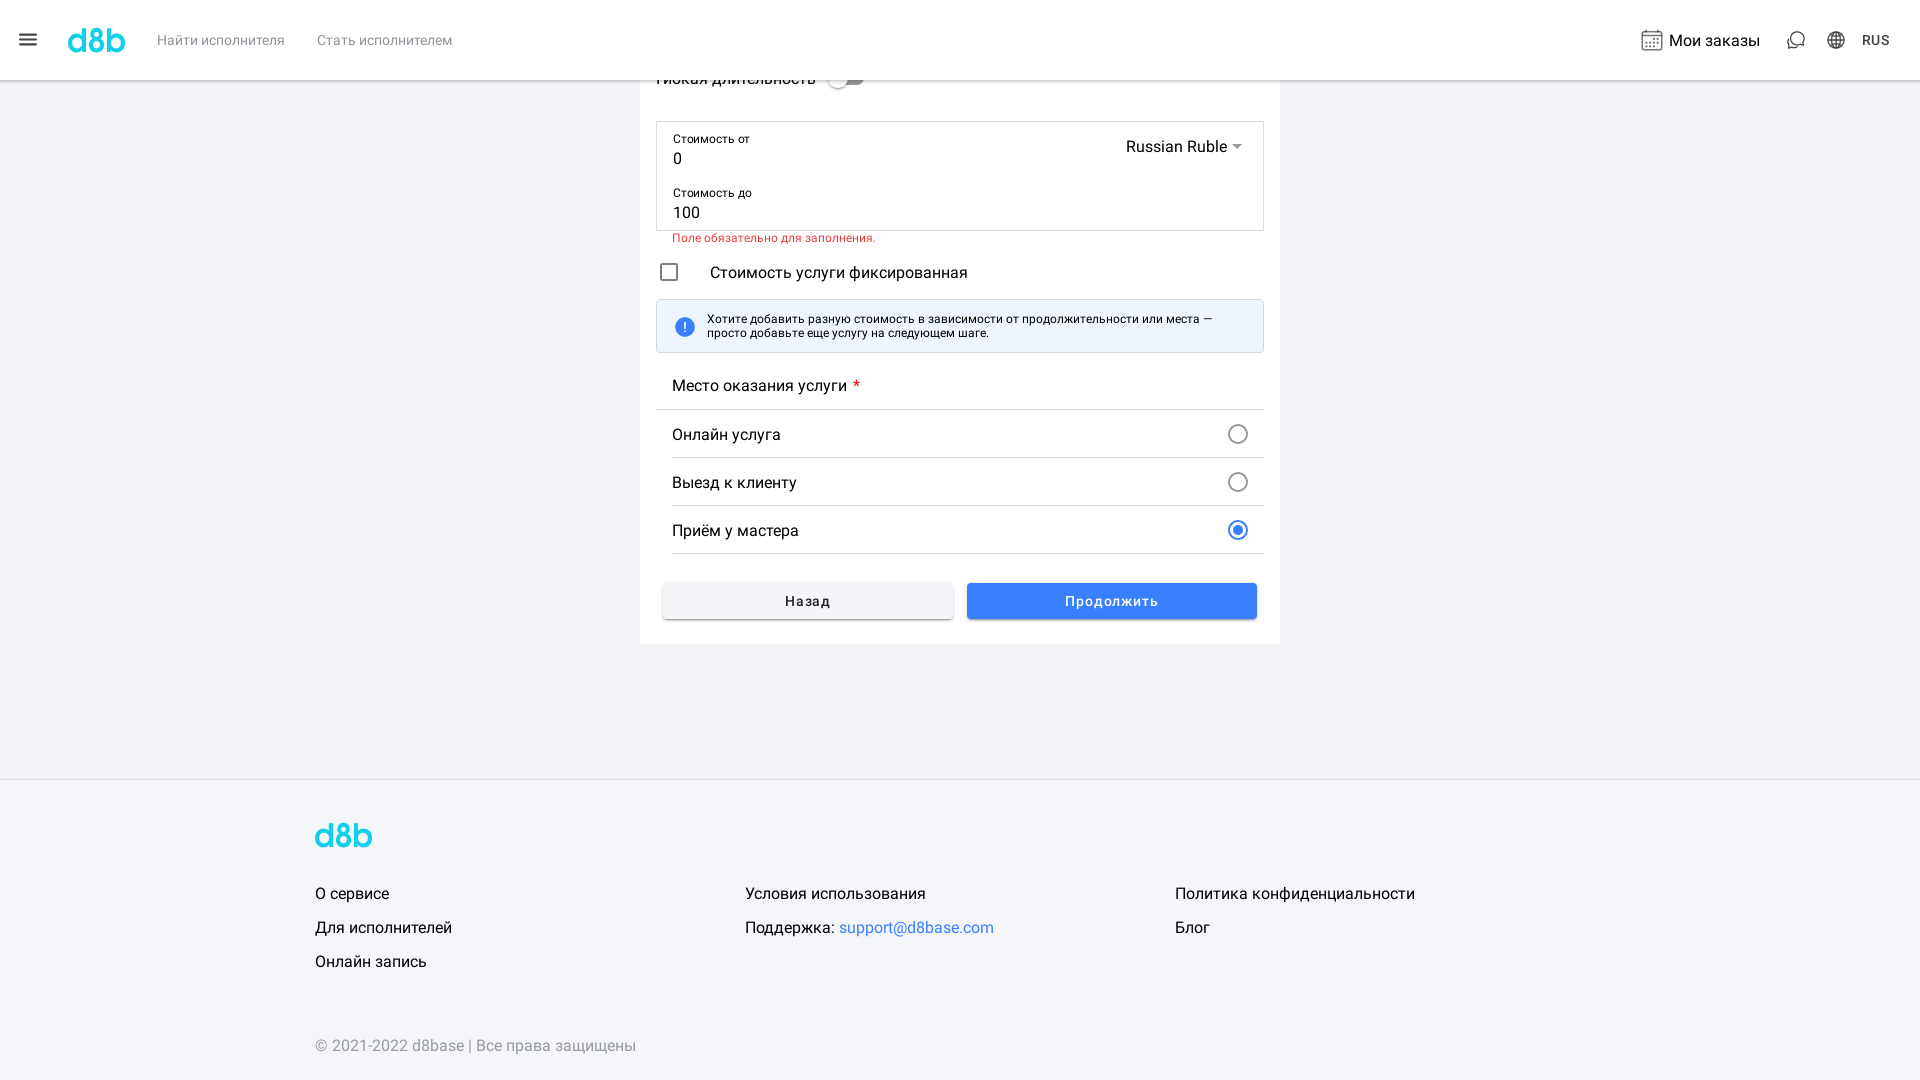 d8b
Найти исполнителя
Стать исполнителем
Мои заказы
RUS
Гибкая длительность
Стоимость от
0
Russian Ruble
Стоимость до
100
Поле обязательно для заполнения.
Стоимость услуги фиксированная
Хотите добавить разную стоимость в зависимости от продолжительности или места —
просто добавьте еще услугу на следующем шаге.
Место оказания услуги *
Онлайн услуга
Выезд к клиенту
Приём у мастера
Назад
Продолжить
d8b
О сервисе
Условия использования
Политика конфиденциальности
Для исполнителей
Поддержка: support@d8base.com
Блог
Онлайн запись
© 2021-2022 d8base | Все права защищены